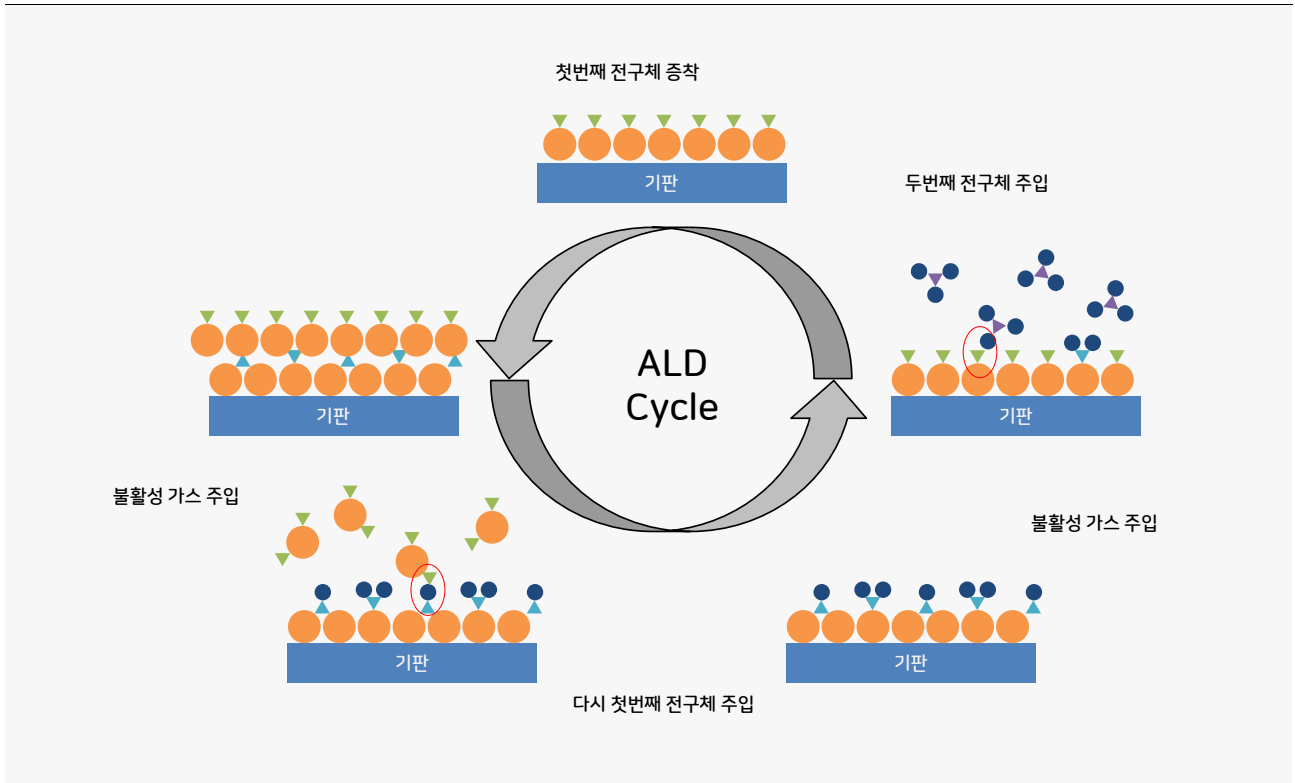 첫번째 전구체 증착
기판
두번째 전구체 주입
기판
ALD
Cycle
기판
불활성 가스 주입
불활성 가스 주입
기판
기판
다시 첫번째 전구체 주입